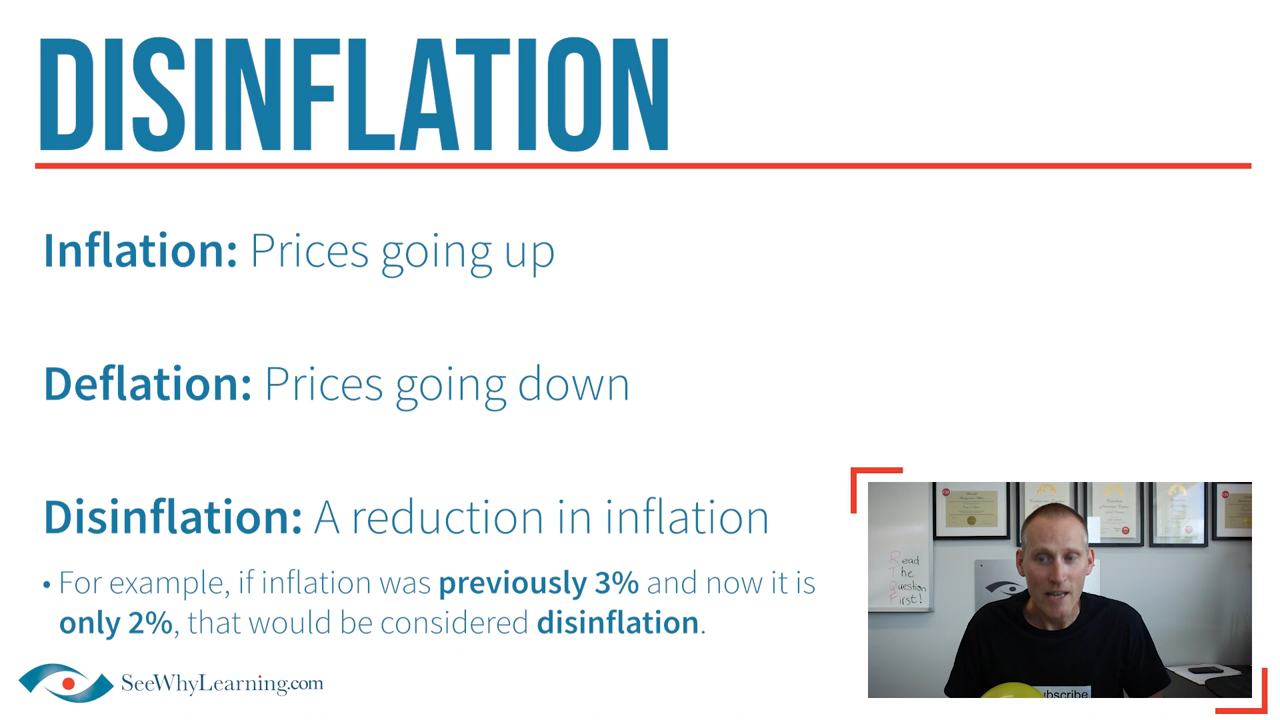 DISINFLATION
Inflation: Prices going up
Deflation: Prices going down
Disinflation: A reduction in inflation
• For example, if inflation was previously 3% and now it is
only 2%, that would be considered disinflation.
Read
The
Question
First!
ubscribe
SeeWhyLearning.com